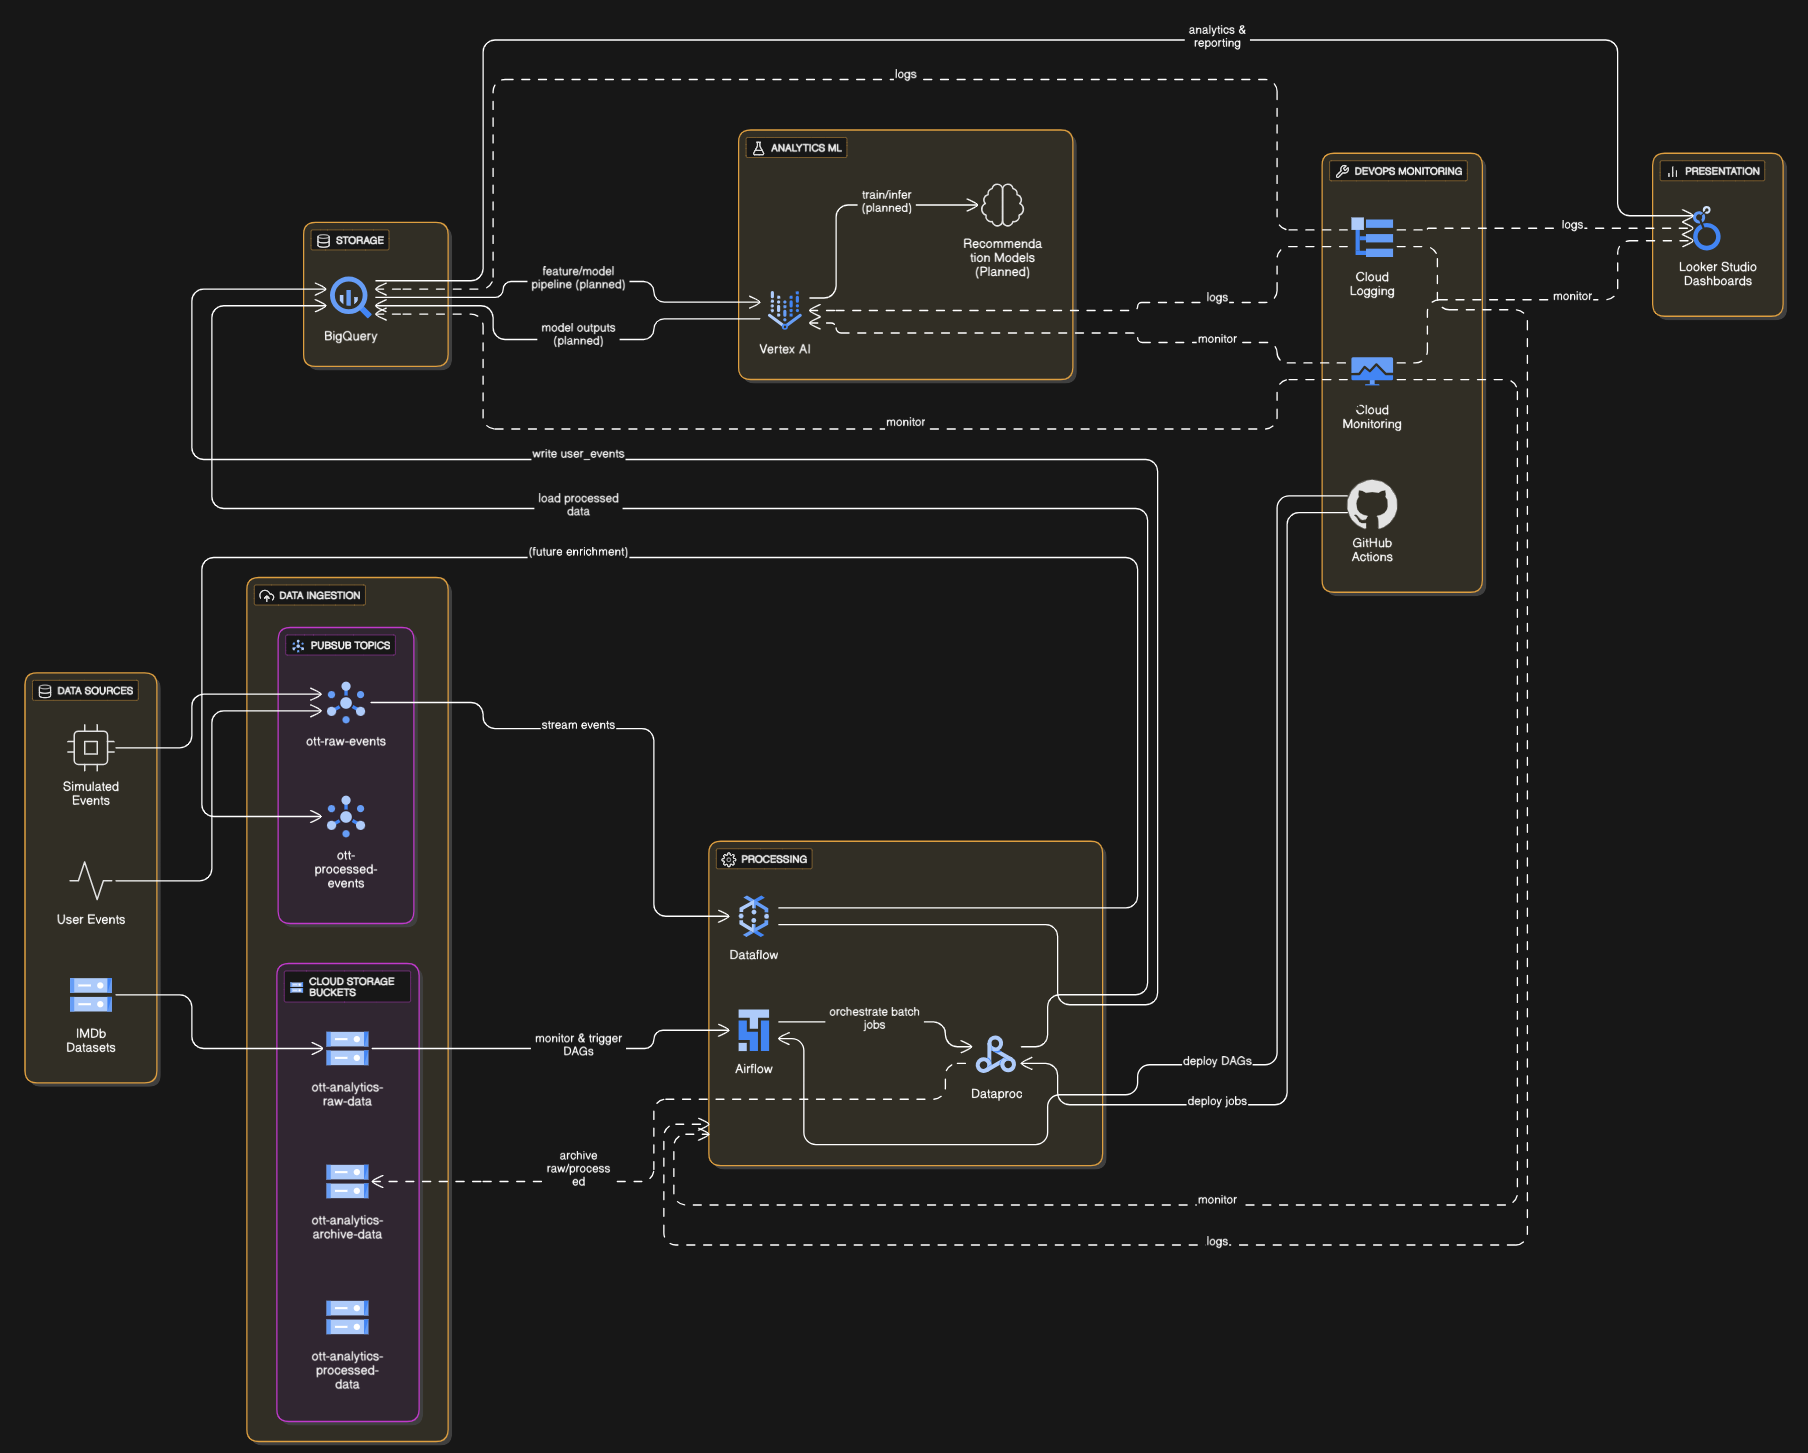 analytics &
reporting
logs
ANALYTICS ML
train/infer
(planned)
Recommenda
tion Models
(Planned)
Vertex AI
DEVOPS MONITORING
Cloud
Logging
Cloud
Monitoring
GitHub
Actions
PRESENTATION
Looker Studio
Dashboards
logs
monitor
STORAGE
BigQuery
feature/model
pipeline (planned)
model outputs
(planned)
logs
monitor
monitor
write user_events
load processed
data
(future enrichment)
DATA INGESTION
PUBSUB TOPICS
ott-raw-events
ott-
processed-
events
DATA SOURCES
Simulated
Events
User Events
IMDb
Datasets
stream events
CLOUD STORAGE
BUCKETS
ott-analytics-
raw-data
ott-analytics-
archive-data
ott-analytics-
processed-
data
monitor & trigger
DAGs
archive
raw/process
ed
PROCESSING
Dataflow
Airflow
orchestrate batch
jobs
Dataproc
deploy DAGs
deploy jobs
monitor
logs